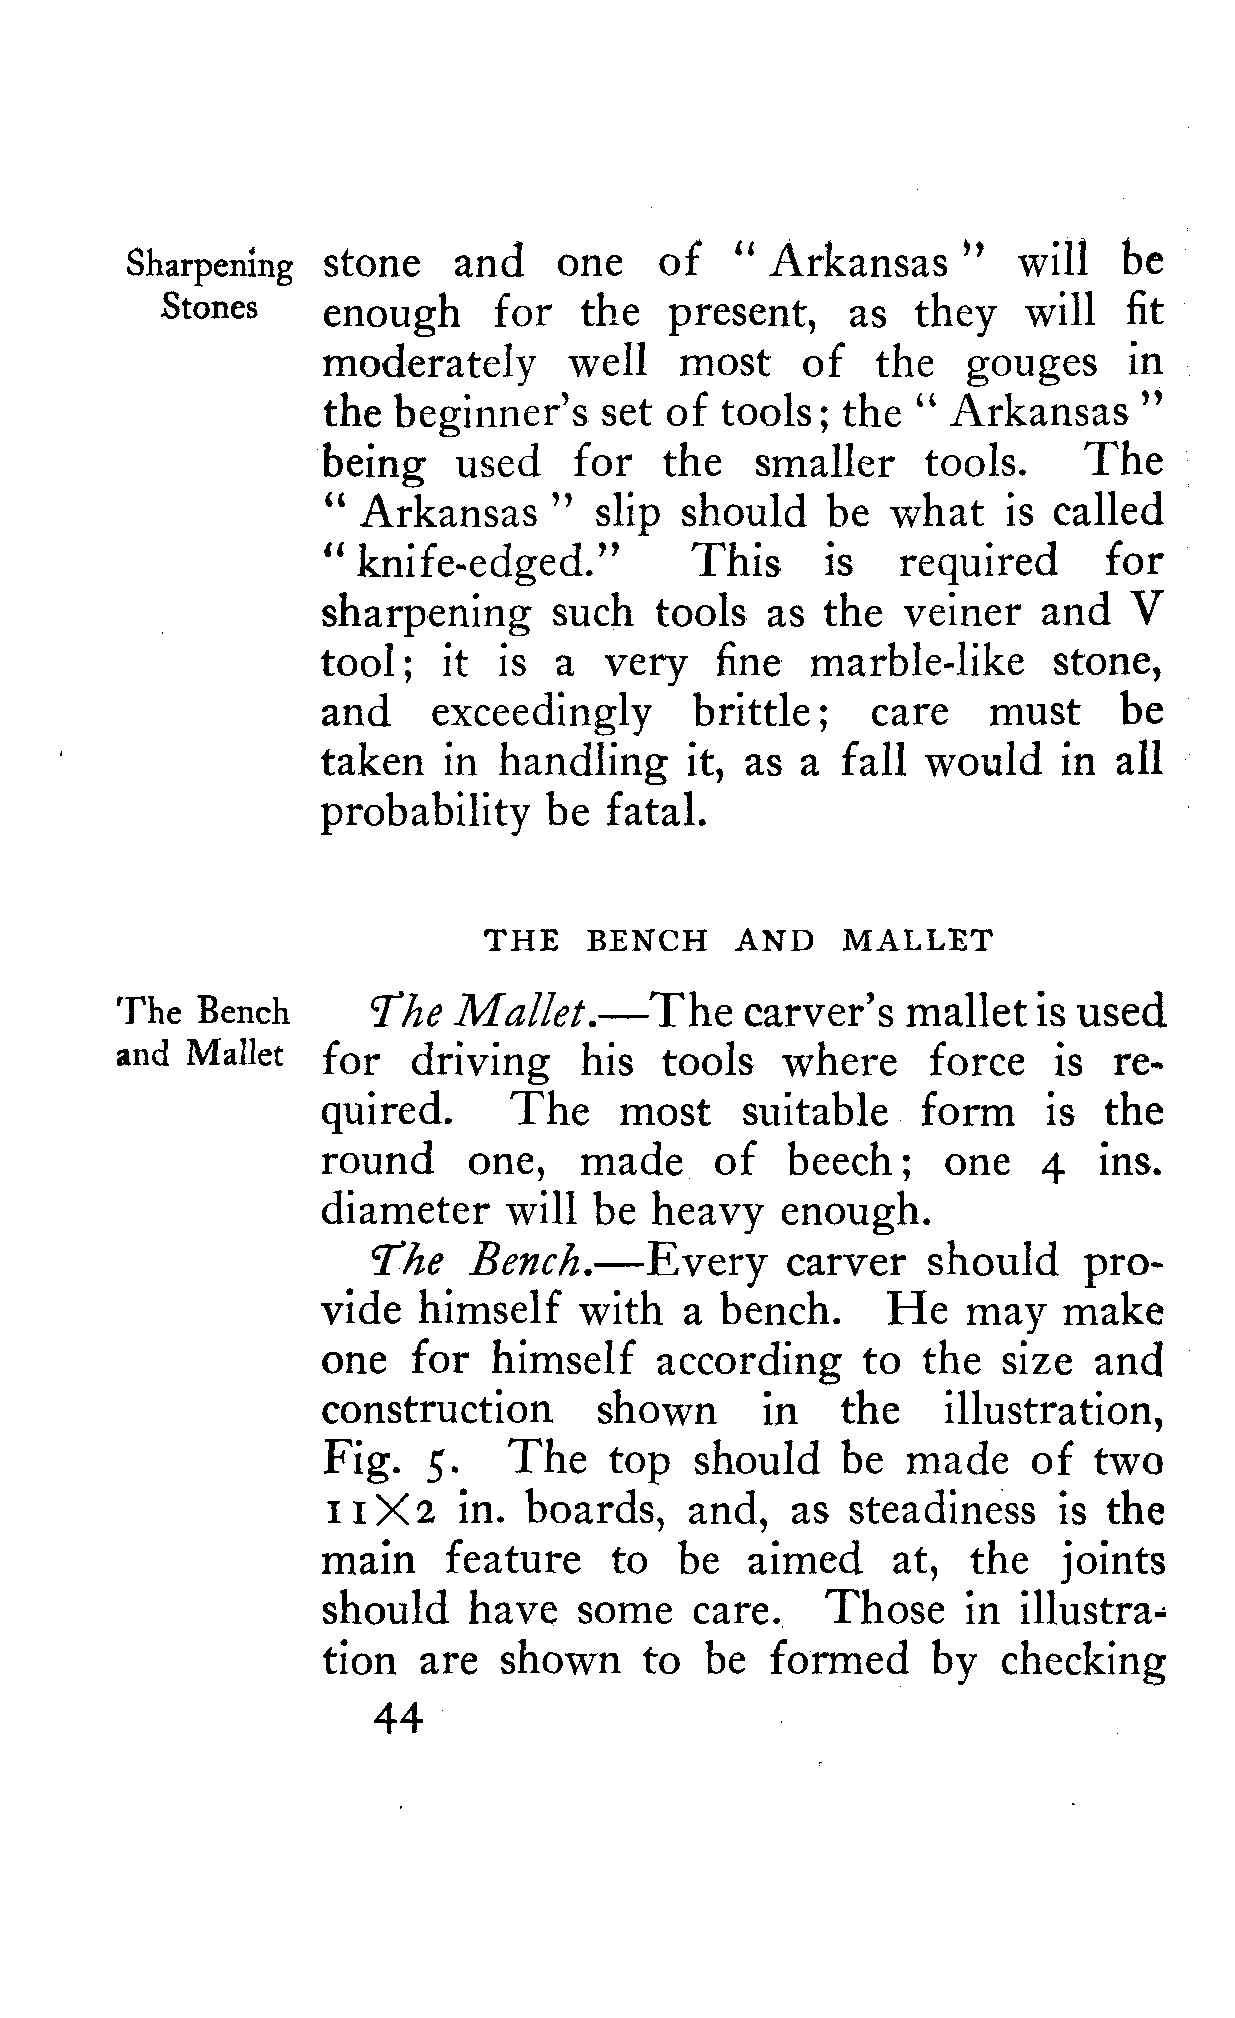 Sharpening
Stones
stone and one of " Arkansas " will be
enough for the present, as they will fit
moderately well most of the gouges in
the beginner's set of tools; the " Arkansas "
being used for the smaller tools. The
" Arkansas " slip should be what is called
" knife-edged." This is required for
sharpening such tools as the veiner and V
tool; it is a very fine marble-like stone,
and exceedingly brittle; care must be
taken in handling it, as a fall would in all
probability be fatal.
THE BENCH AND MALLET
The Bench
and Mallet
The Mallet.—The carver's mallet is used
for driving his tools where force is re-
quired. The most suitable form is the
round one, made of beech; one 4 ins.
diameter will be heavy enough.
The Bench.—Every carver should pro-
vide himself with a bench. He may make
one for himself according to the size and
construction shown in the illustration,
Fig. 5. The top should be made of two
11X2 in. boards, and, as steadiness is the
main feature to be aimed at, the joints
should have some care. Those in illustra-
tion are shown to be formed by checking
44